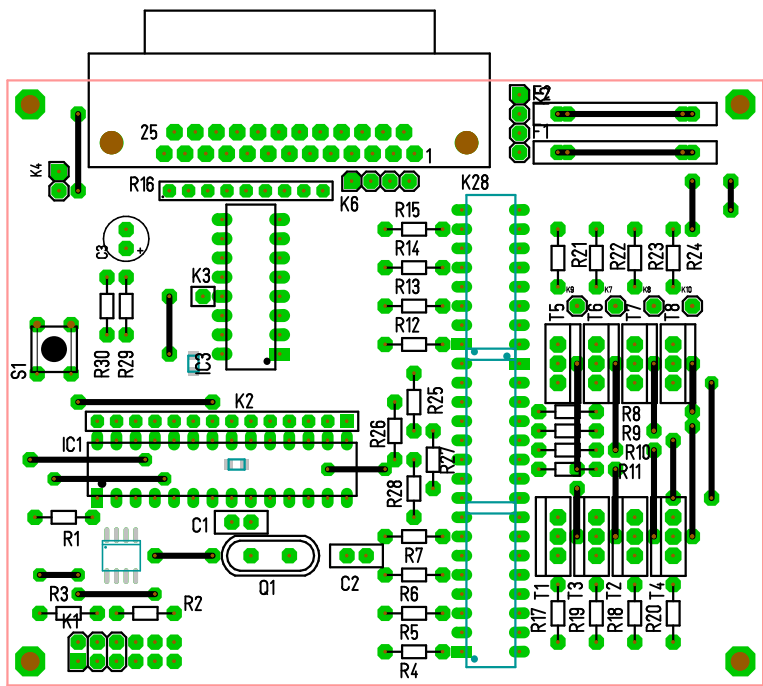 F2
K5
F1
25
1
K4
R16
K6
K28
R15
R14
R13
R12
C3
+
K3
IC3
R30
R29
S1
R21
R22
R23
R24
K9
K7
K8
K10
T5
T6
T7
T8
K2
IC1
R25
R26
R27
R28
R8
R9
R10
R11
R1
C1
Q1
C2
R7
R6
R5
R4
R3
K1
R2
T1
T3
T2
T4
R17
R19
R18
R20